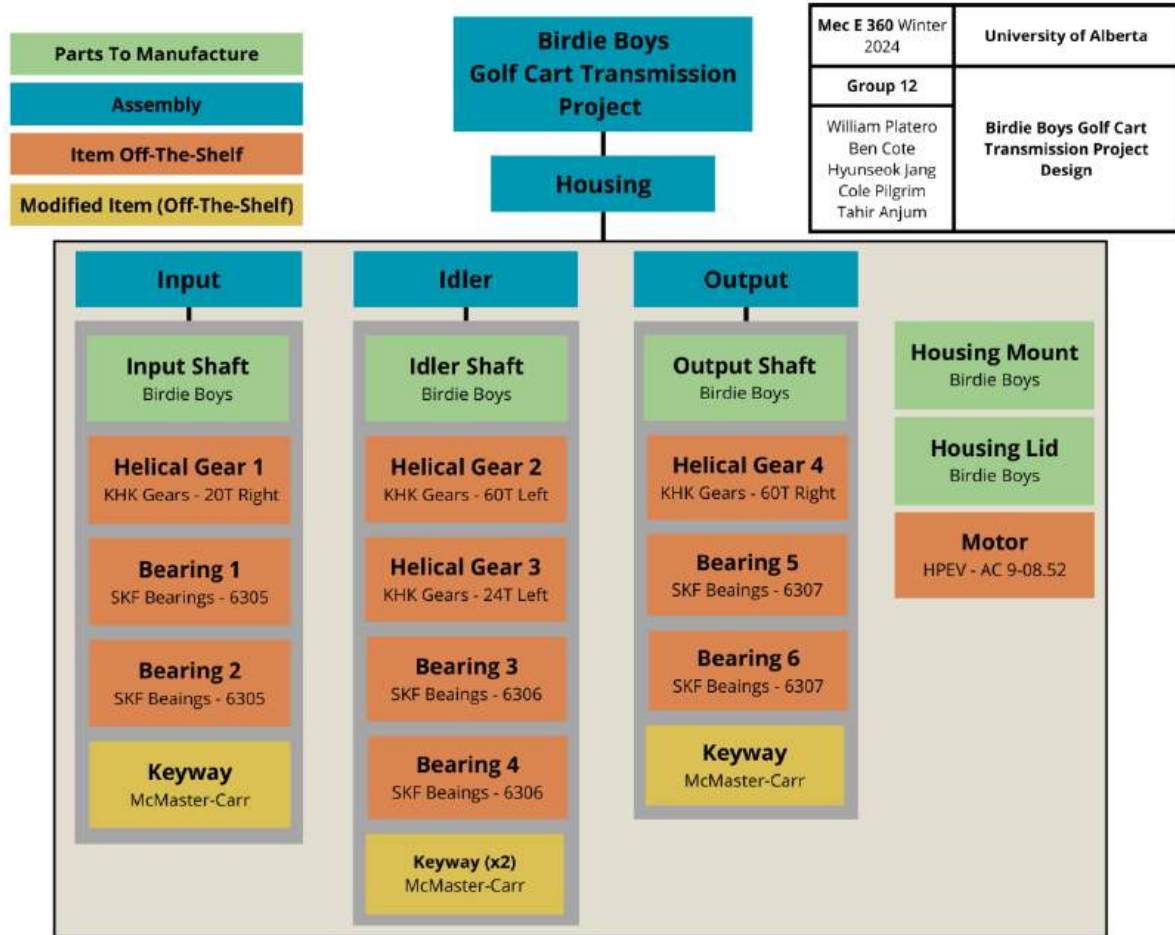 Parts To Manufacture
Assembly
Item Off-The-Shelf
Modified Item (Off-The-Shelf)
Birdie Boys
Golf Cart Transmission
Project
Housing
Mec E 360 Winter
2024
University of Alberta
Group 12
William Platero
Ben Cote
Hyunseok Jang
Cole Pilgrim
Tahir Anjum
Birdie Boys Golf Cart
Transmission Project
Design
Input
Input Shaft
Birdie Boys
Helical Gear 1
KHK Gears - 20T Right
Bearing 1
SKF Bearings - 6305
Bearing 2
SKF Beaings - 6305
Keyway
McMaster-Carr
Idler
Idler Shaft
Birdie Boys
Helical Gear 2
KHK Gears - 60T Left
Helical Gear 3
KHK Gears - 24T Left
Bearing 3
SKF Beaings - 6306
Bearing 4
SKF Beaings - 6306
Keyway (x2)
McMaster-Carr
Output
Output Shaft
Birdie Boys
Helical Gear 4
KHK Gears - 60T Right
Bearing 5
SKF Beaings - 6307
Bearing 6
SKF Beaings - 6307
Keyway
McMaster-Carr
Housing Mount
Birdie Boys
Housing Lid
Birdie Boys
Motor
HPEV - AC 9-08.52